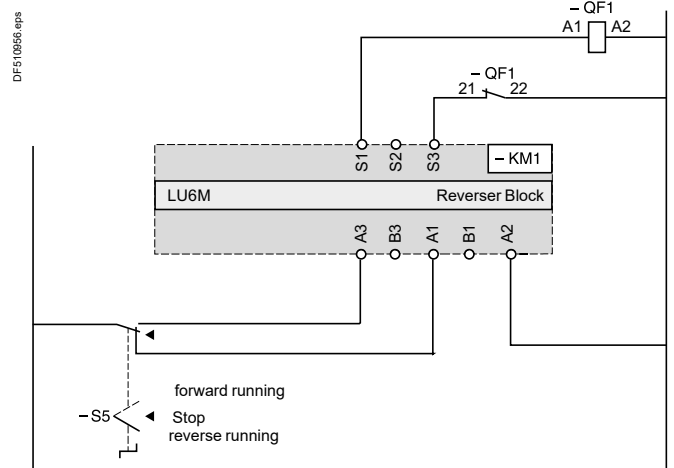 DF510956.eps
– QF1
A1 A2
– QF1
21 22
S1 S2 S3
– KM1
LU6M Reverser Block
A3 B3 A1 B1 A2
–
forward running
– S5 Stop
reverse running